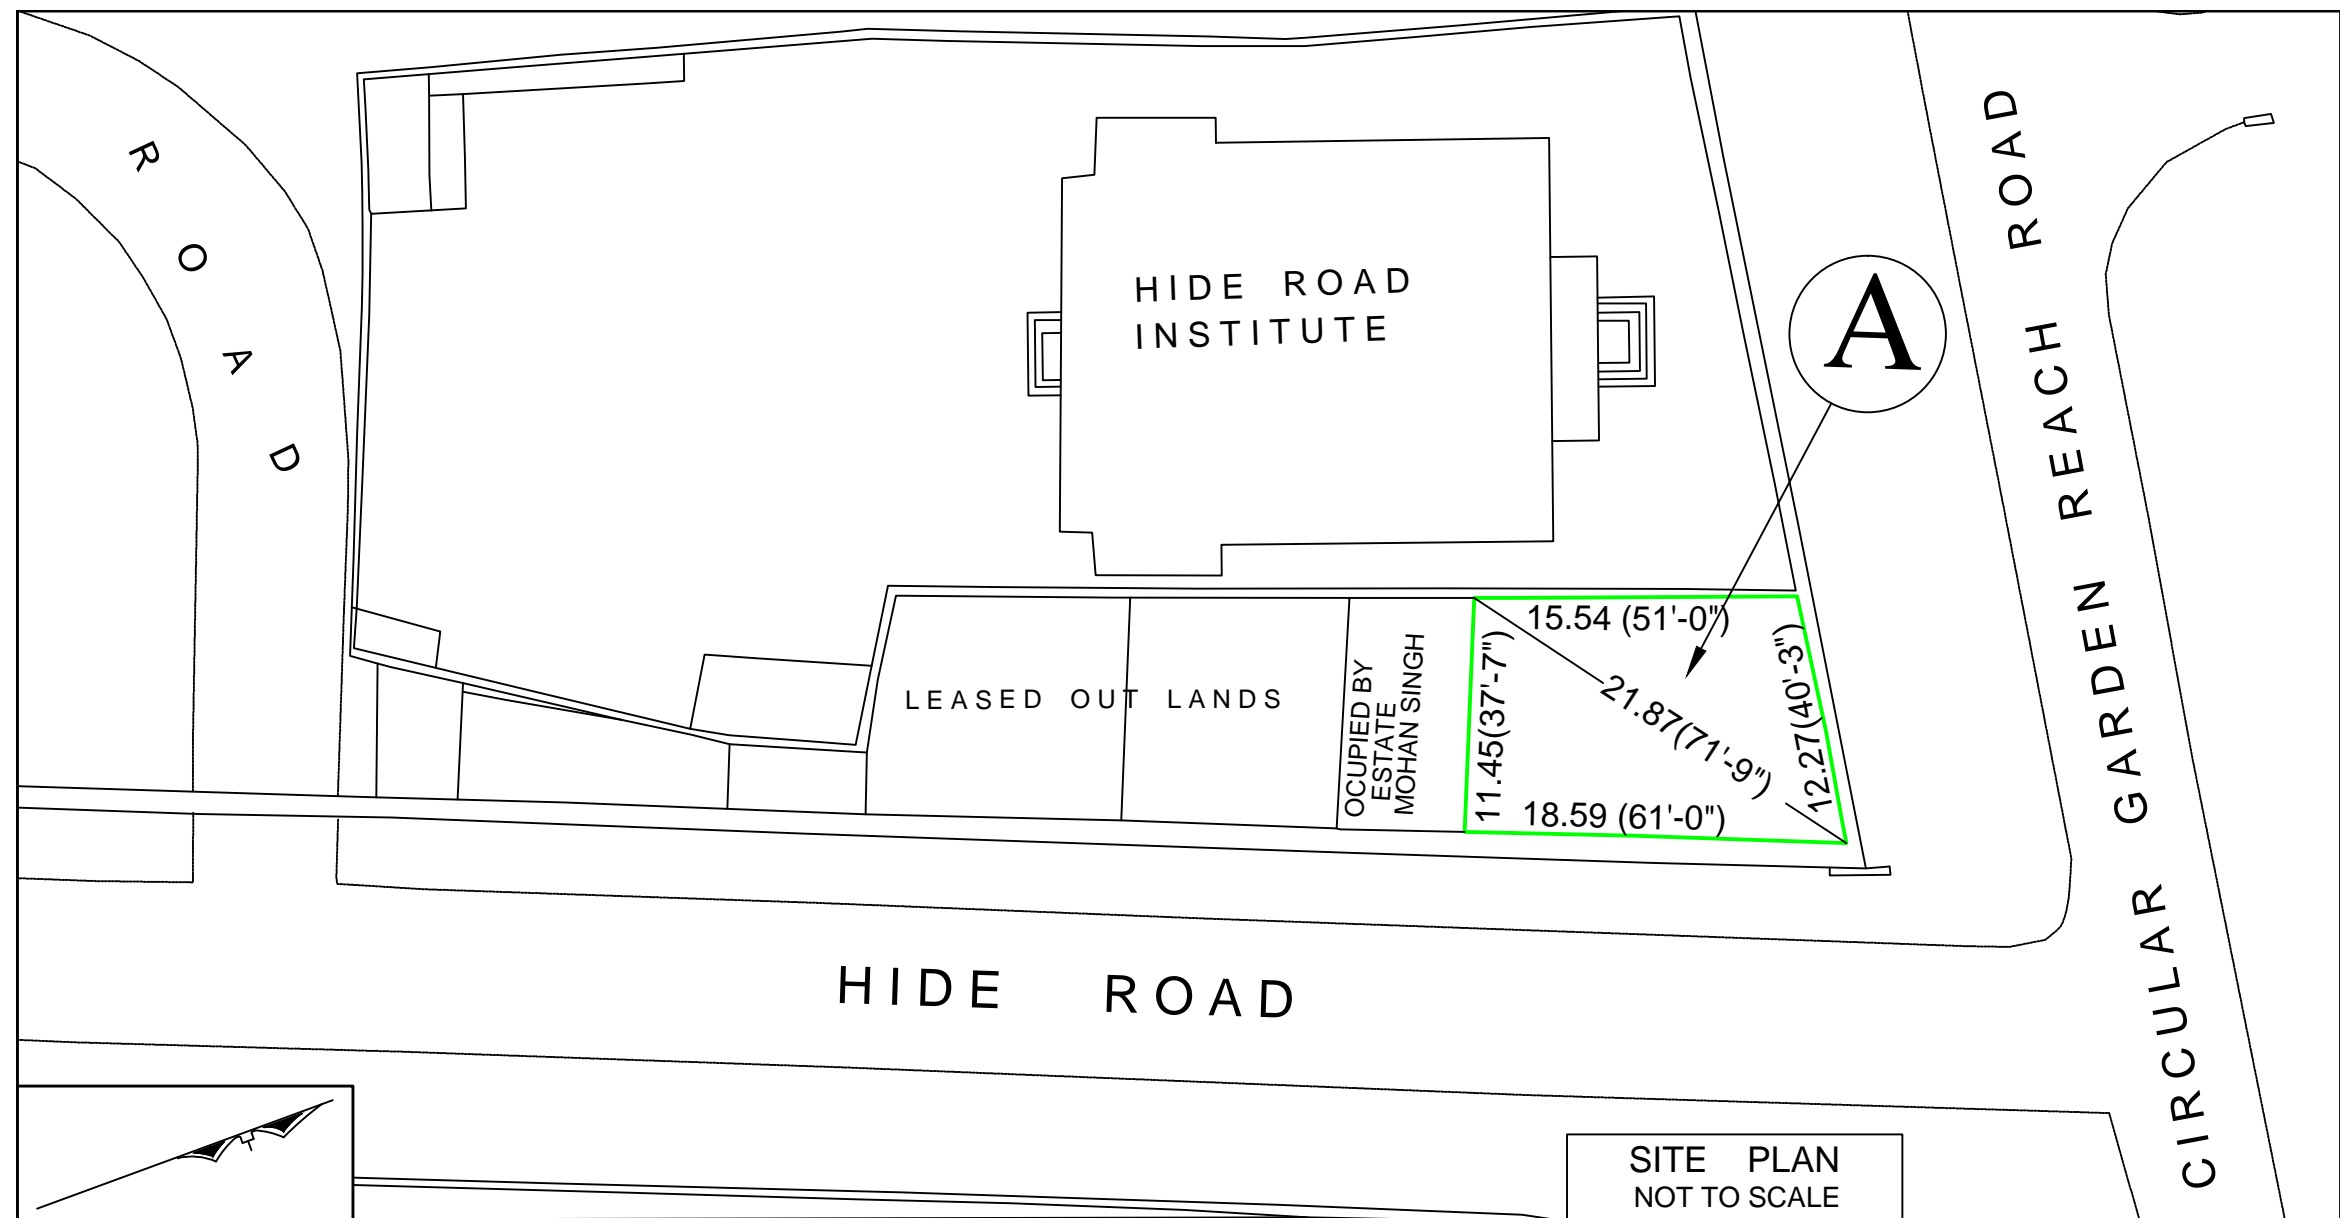 ROAD
HIDE ROAD
INSTITUTE
A
CIRCULAR GARDEN REACH ROAD
LEASED OUT LANDS
OCUPIED BY
ESTATE
MOHAN SINGH
15.54 (51'-0")
11.45(37'-7")
21.87(71'-9")
12.27(40'-3")
18.59 (61'-0")
HIDE ROAD
SITE PLAN
NOT TO SCALE